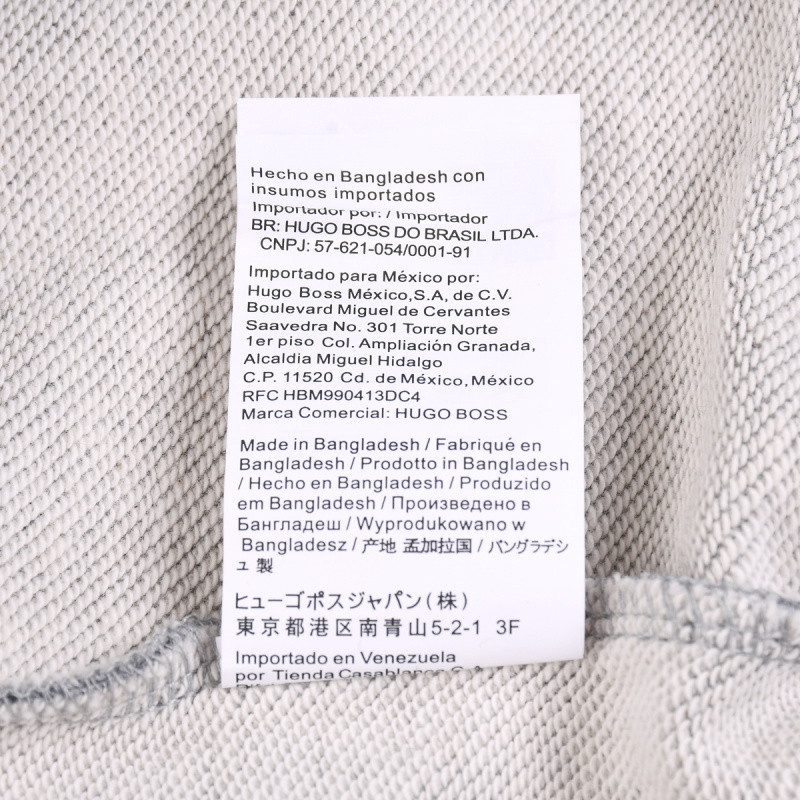 Hecho en Bangladesh con
insumos importados
Importador por: / Importador
BR: HUGO BOSS DO BRASIL LTDA.
CNPJ: 57-621-054/0001-91
Importado para México por:
Hugo Boss México,S.A, de C.V.
Boulevard Miguel de Cervantes
Saavedra No. 301 Torre Norte
1er piso Col. Ampliación Granada,
Alcaldia Miguel Hidalgo
C.P. 11520 Cd. de México,México
RFC HBM990413DC4
Marca Comercial: HUGO BOSS
Made in Bangladesh / Fabriqué en
Bangladesh / Prodotto in Bangladesh
/ Hecho en Bangladesh / Produzido
em Bangladesh / Произведено в
Бангладеш / Wyprodukowano w
Bangladesz / 产地 孟加拉国 / バングラデシ
ュ 製
ヒューゴボスジャパン(株)
東京都港区南青山5-2-1 3F
Importado en Venezuela
por Tienda Casablanca